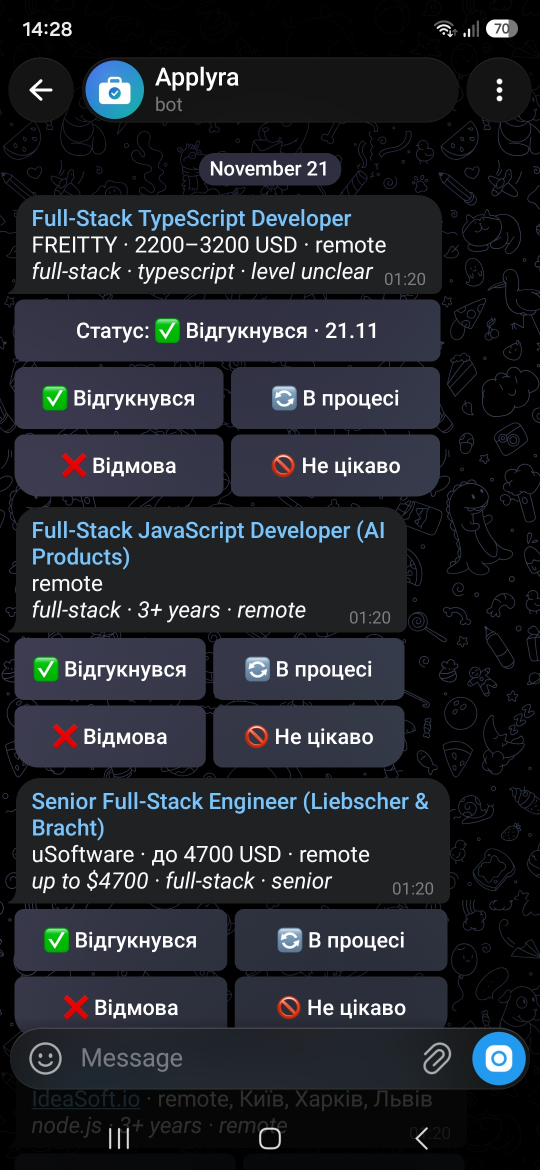 14:28
70
Applyra
bot
November 21
Full-Stack TypeScript Developer
FREITTY · 2200–3200 USD · remote
full-stack · typescript · level unclear 01:20
Статус: ✅ Відгукнувся · 21.11
✅ Відгукнувся 🔄 В процесі
❌ Відмова 🚫 Не цікаво
Full-Stack JavaScript Developer (AI
Products)
remote
full-stack · 3+ years · remote 01:20
✅ Відгукнувся 🔄 В процесі
❌ Відмова 🚫 Не цікаво
Senior Full-Stack Engineer (Liebscher &
Bracht)
uSoftware · до 4700 USD · remote
up to $4700 · full-stack · senior 01:20
✅ Відгукнувся 🔄 В процесі
❌ Відмова 🚫 Не цікаво
Message
IdeaSoft.io · remote, Київ, Харків, Львів
node.js · 3+ years · remote 01:20